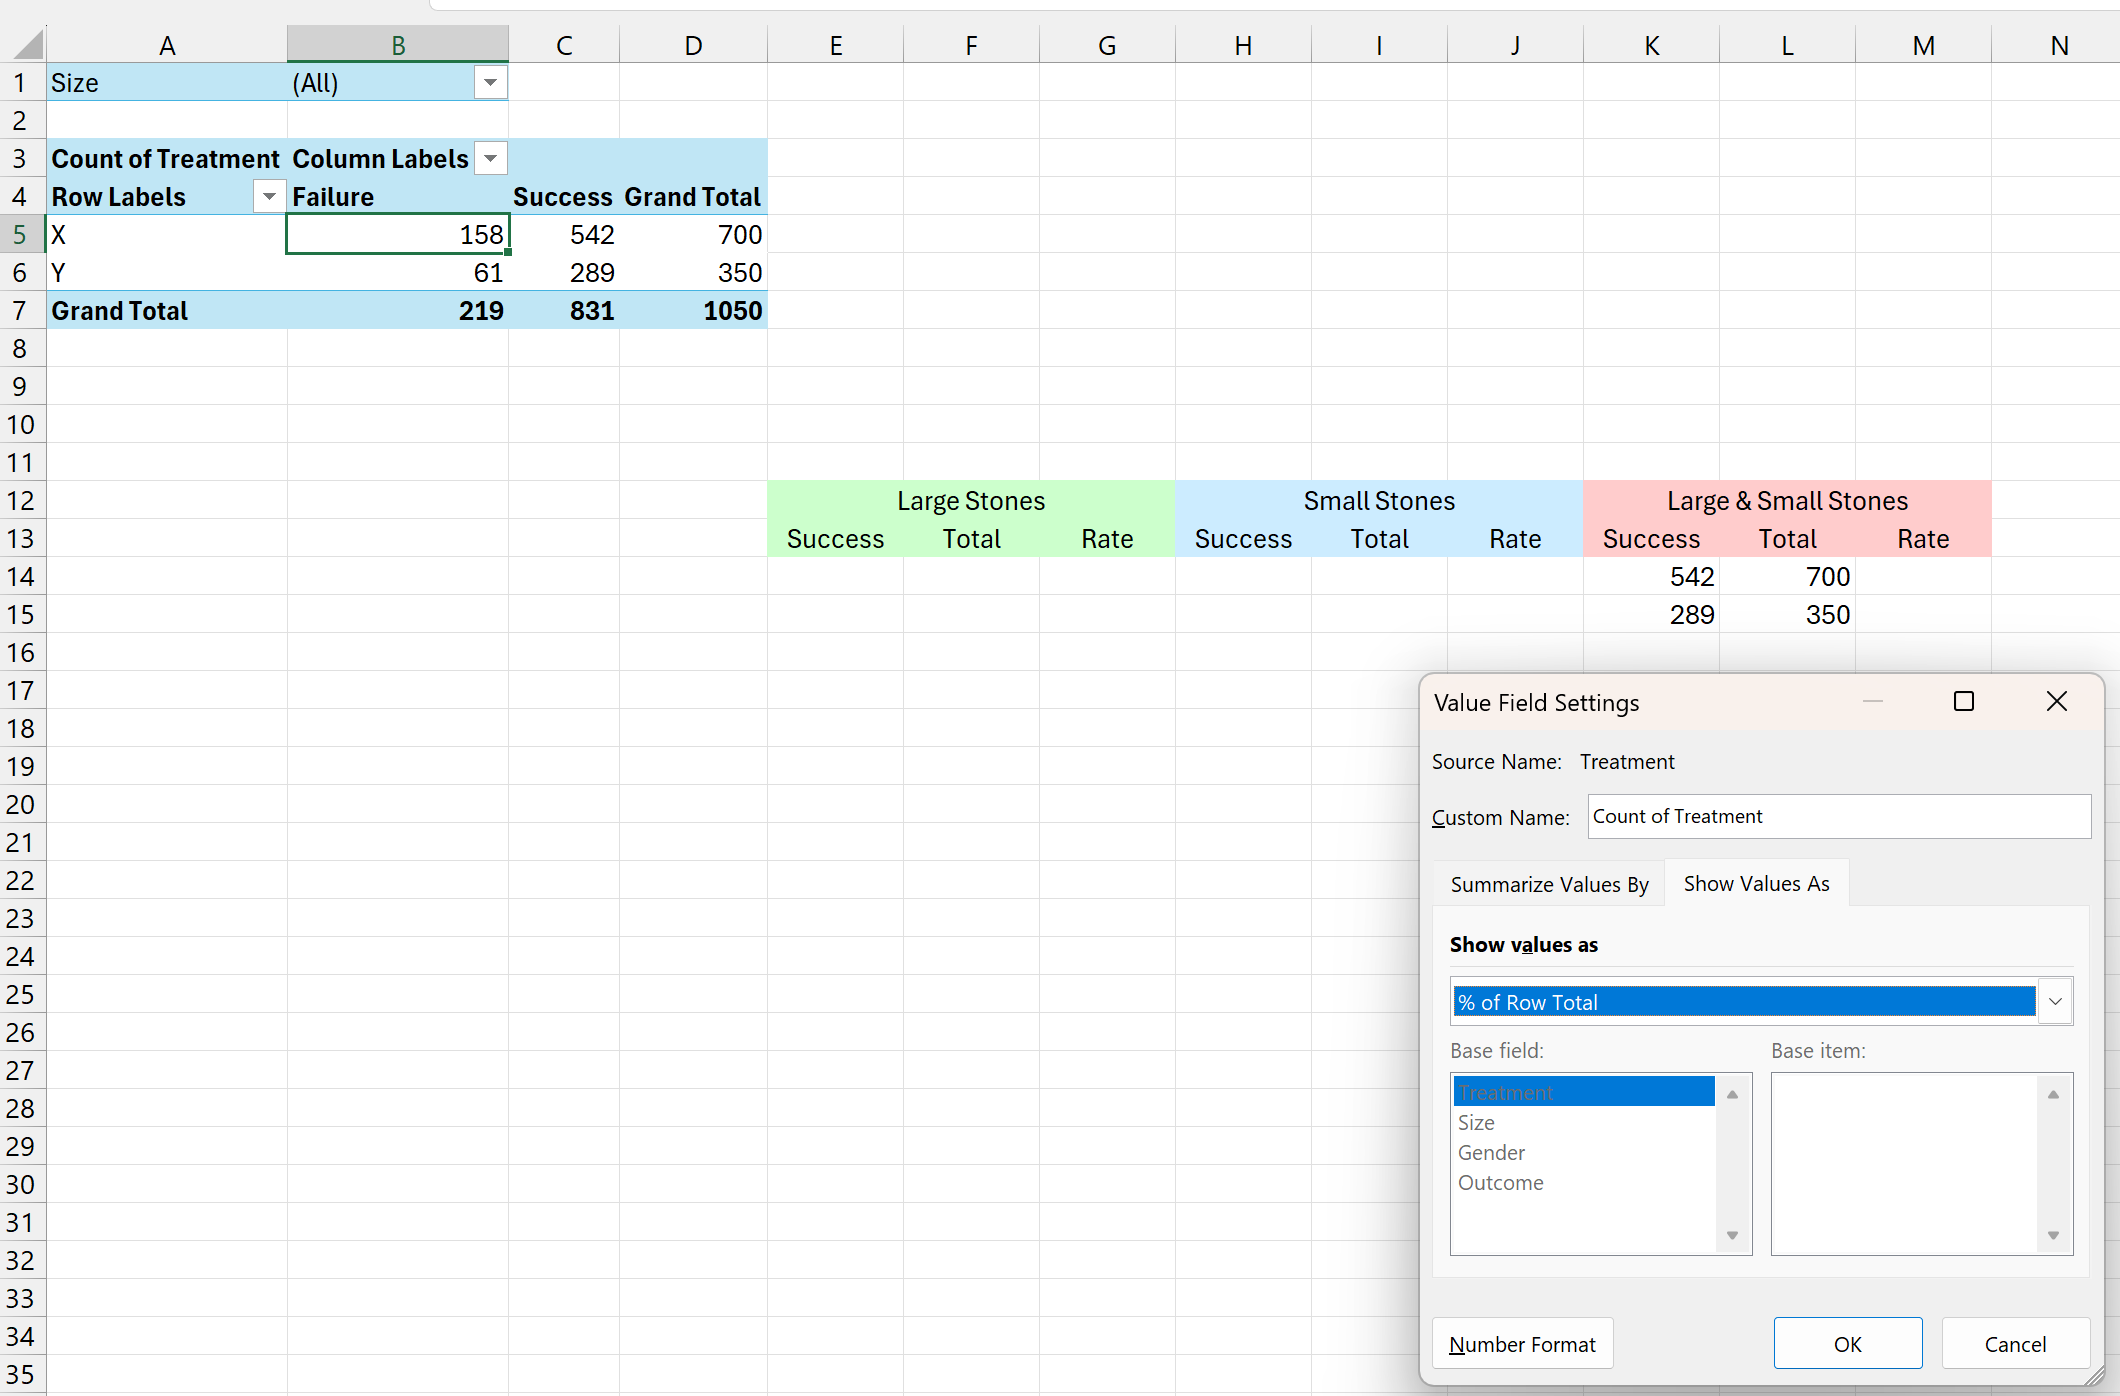 A B C D E F G H I J K L M N
1 Size (All)
2
3 Count of Treatment Column Labels
4 Row Labels Failure Success Grand Total
5 X 158 542 700
6 Y 61 289 350
7 Grand Total 219 831 1050
8
9
10
11
12 Large Stones Small Stones Large & Small Stones
13 Success Total Rate Success Total Rate Success Total Rate
14 542 700
15 289 350
16
17
18
19
20
21
22
23
24
25
26
27
28
29
30
31
32
33
34
35
Value Field Settings
Source Name: Treatment
Custom Name: Count of Treatment
Summarize Values By Show Values As
Show values as
% of Row Total
Base field: Base item:
Treatment
Size
Gender
Outcome
Number Format OK Cancel